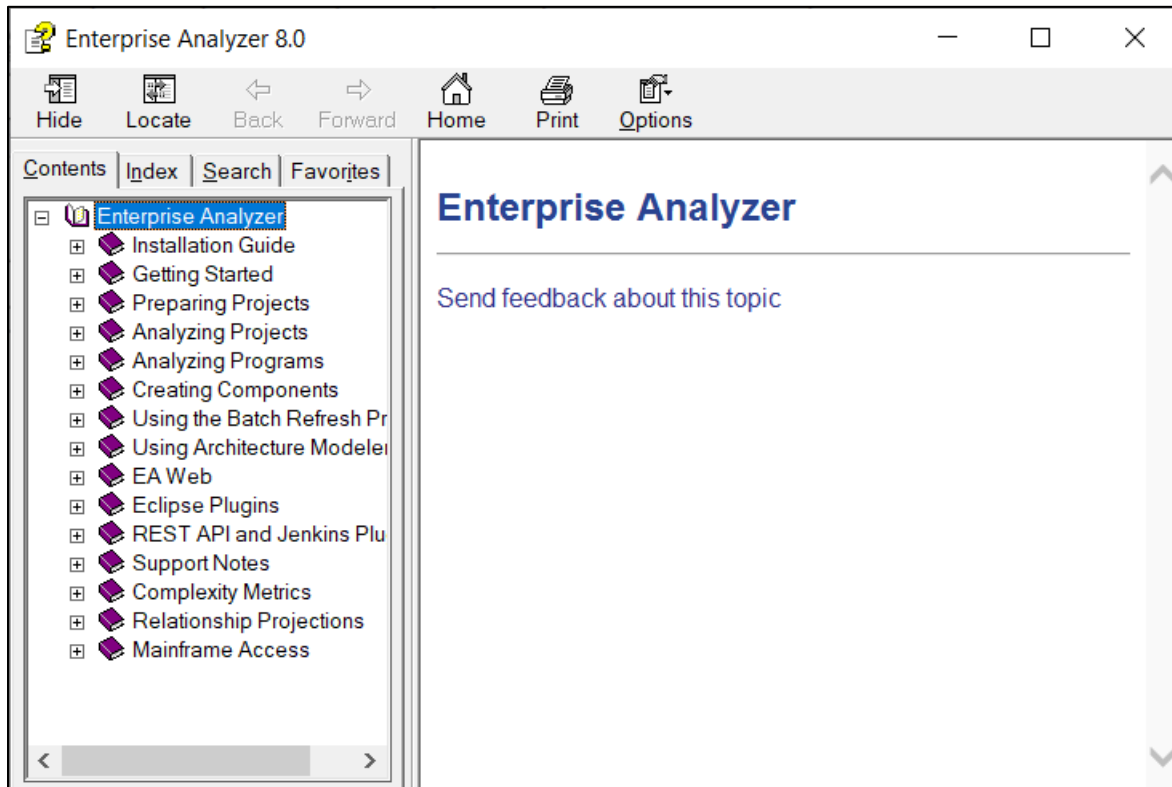 Enterprise Analyzer 8.0
Hide Locate Back Forward Home Print Options
Contents Index Search Favorites
Enterprise Analyzer
Installation Guide
Getting Started
Preparing Projects
Analyzing Projects
Analyzing Programs
Creating Components
Using the Batch Refresh Pr
Using Architecture Modeler
EA Web
Eclipse Plugins
REST API and Jenkins Plu
Support Notes
Complexity Metrics
Relationship Projections
Mainframe Access
Enterprise Analyzer
Send feedback about this topic